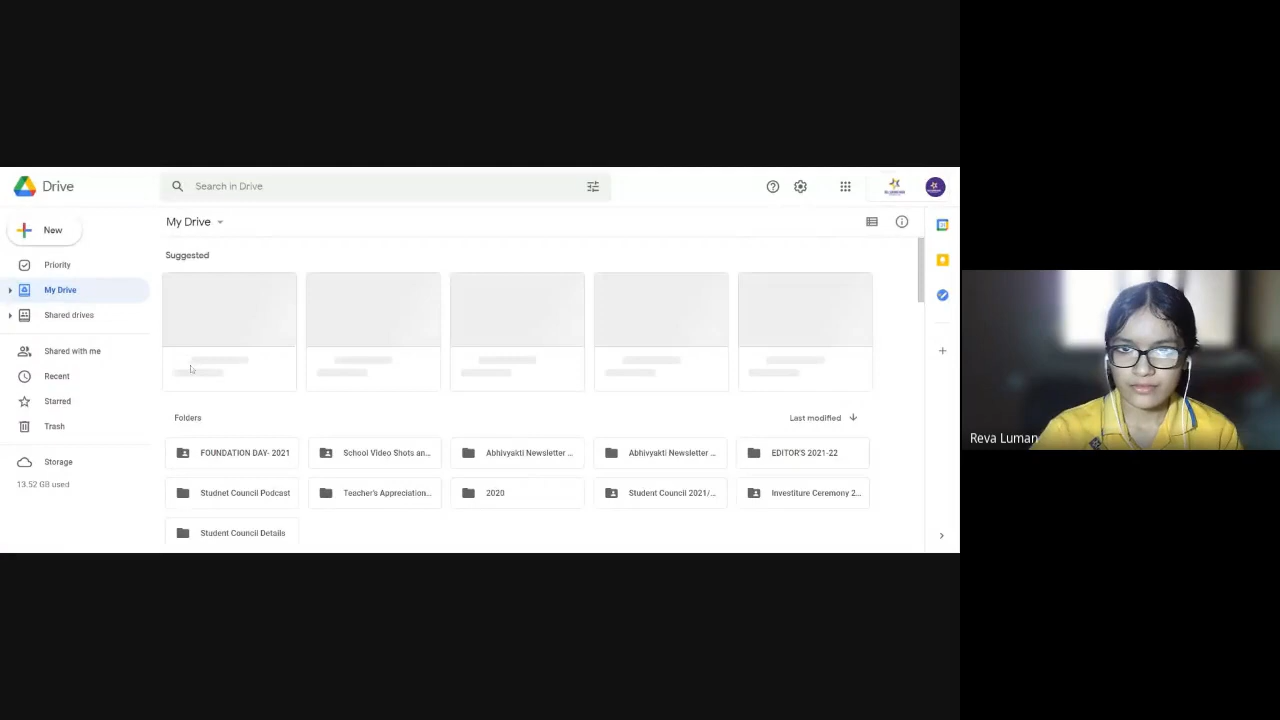 Drive
Search in Drive
New
My Drive
Priority
My Drive
Shared drives
Shared with me
Recent
Starred
Trash
Storage
13.52 GB used
Suggested
Folders
Last modified
FOUNDATION DAY- 2021
School Video Shots an...
Abhivyakti Newsletter ...
Abhivyakti Newsletter ...
EDITOR'S 2021-22
Studnet Council Podcast
Teacher's Appreciation...
2020
Student Council 2021/...
Investiture Ceremony 2...
Student Council Details
Reva Luman